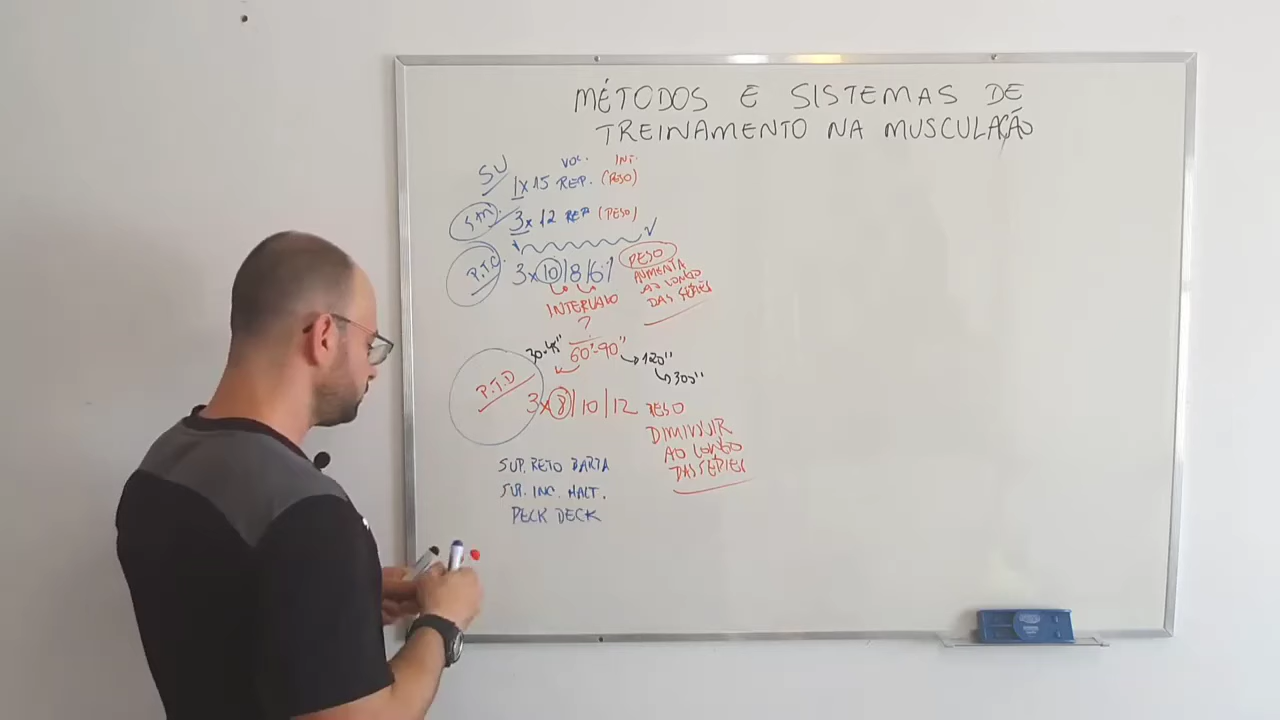 MÉTODOS E SISTEMAS DE
TREINAMENTO NA MUSCULAÇÃO
VOL. INT.
SU 1x15 REP. (PESO)
3x12 REP (PESO)
P.T.C. 3x10/8/6/
PESO
AUMENTA
AO LONGO
DAS SÉRIES
INTERVALO
?
30-45" 60"-90" 120"
300"
P.T.D 3x8/10/12 PESO
DIMINUIR
AO LONGO
DAS SÉRIES
SUP. RETO BARRA
SUP. INC. HALT.
PECK DECK